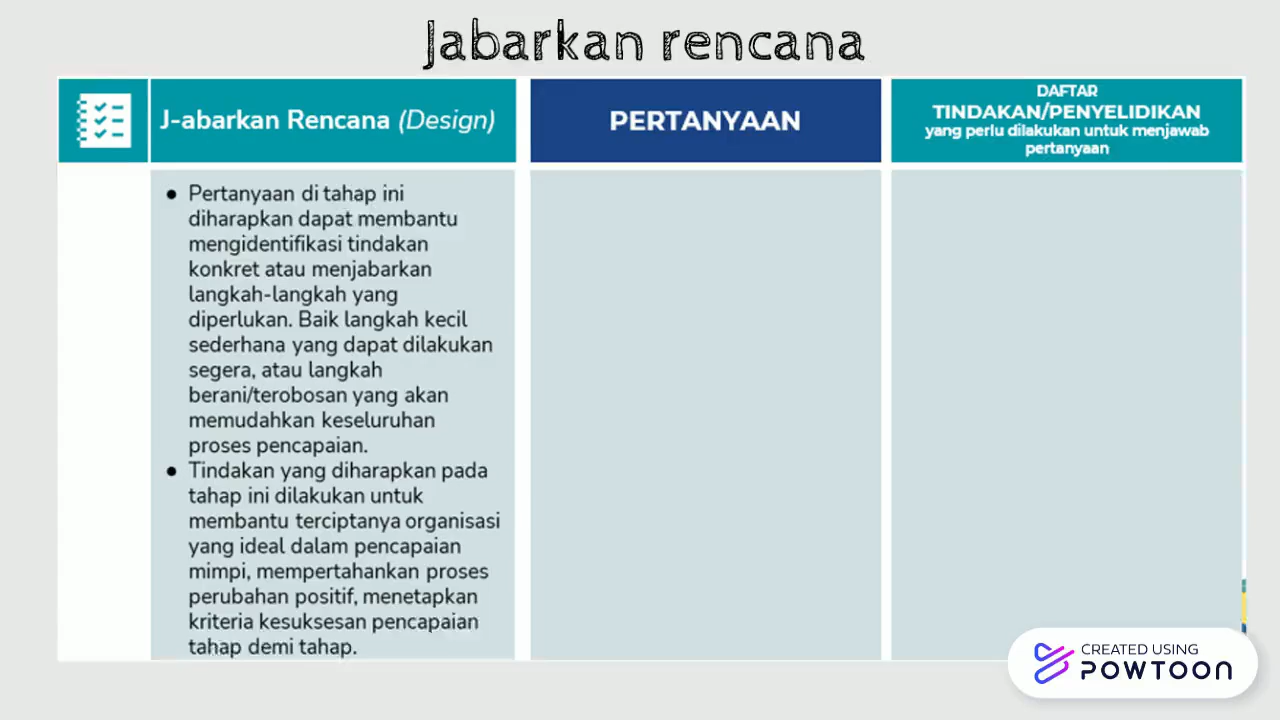 Jabarkan rencana
J-abarkan Rencana (Design)
PERTANYAAN
DAFTAR
TINDAKAN/PENYELIDIKAN
yang perlu dilakukan untuk menjawab
pertanyaan
● Pertanyaan di tahap ini
diharapkan dapat membantu
mengidentifikasi tindakan
konkret atau menjabarkan
langkah-langkah yang
diperlukan. Baik langkah kecil
sederhana yang dapat dilakukan
segera, atau langkah
berani/terobosan yang akan
memudahkan keseluruhan
proses pencapaian.
● Tindakan yang diharapkan pada
tahap ini dilakukan untuk
membantu terciptanya organisasi
yang ideal dalam pencapaian
mimpi, mempertahankan proses
perubahan positif, menetapkan
kriteria kesuksesan pencapaian
tahap demi tahap.
CREATED USING
POWTOON